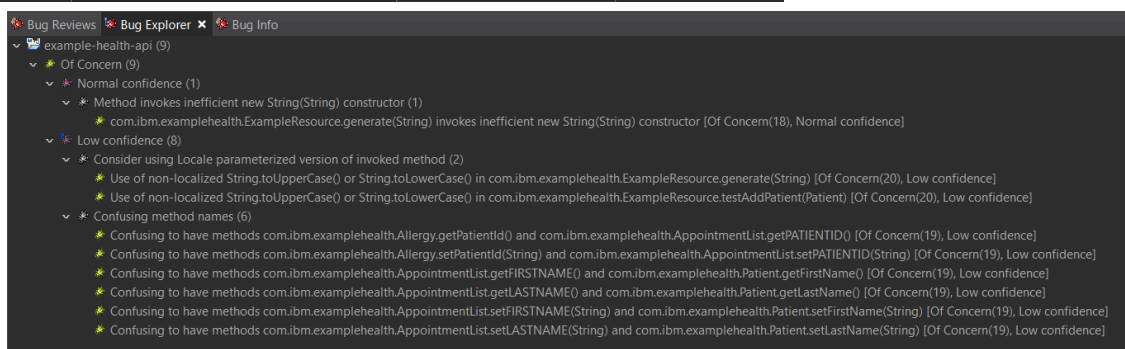 Bug Reviews Bug Explorer Bug Info
example-health-api (9)
Of Concern (9)
Normal confidence (1)
Method invokes inefficient new String(String) constructor (1)
com.ibm.examplehealth.ExampleResource.generate(String) invokes inefficient new String(String) constructor [Of Concern(18), Normal confidence]
Low confidence (8)
Consider using Locale parameterized version of invoked method (2)
Use of non-localized String.toUpperCase() or String.toLowerCase() in com.ibm.examplehealth.ExampleResource.generate(String) [Of Concern(20), Low confidence]
Use of non-localized String.toUpperCase() or String.toLowerCase() in com.ibm.examplehealth.ExampleResource.testAddPatient(Patient) [Of Concern(20), Low confidence]
Confusing method names (6)
Confusing to have methods com.ibm.examplehealth.Allergy.getPatientId() and com.ibm.examplehealth.AppointmentList.getPATIENTID() [Of Concern(19), Low confidence]
Confusing to have methods com.ibm.examplehealth.Allergy.setPatientId(String) and com.ibm.examplehealth.AppointmentList.setPATIENTID(String) [Of Concern(19), Low confidence]
Confusing to have methods com.ibm.examplehealth.AppointmentList.getFIRSTNAME() and com.ibm.examplehealth.Patient.getFirstName() [Of Concern(19), Low confidence]
Confusing to have methods com.ibm.examplehealth.AppointmentList.getLASTNAME() and com.ibm.examplehealth.Patient.getLastName() [Of Concern(19), Low confidence]
Confusing to have methods com.ibm.examplehealth.AppointmentList.setFIRSTNAME(String) and com.ibm.examplehealth.Patient.setFirstName(String) [Of Concern(19), Low confidence]
Confusing to have methods com.ibm.examplehealth.AppointmentList.setLASTNAME(String) and com.ibm.examplehealth.Patient.setLastName(String) [Of Concern(19), Low confidence]